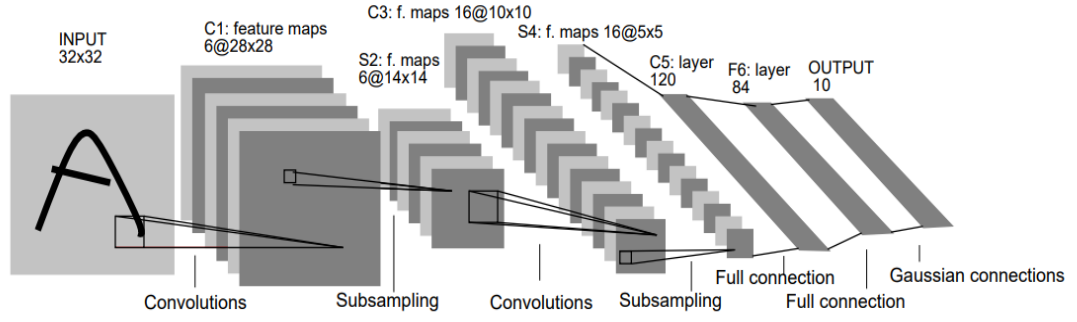 INPUT
32x32
C1: feature maps
6@28x28
S2: f. maps
6@14x14
C3: f. maps 16@10x10
S4: f. maps 16@5x5
C5: layer
120
F6: layer
84
OUTPUT
10
Convolutions
Subsampling
Convolutions
Subsampling
Full connection
Full connection
Gaussian connections